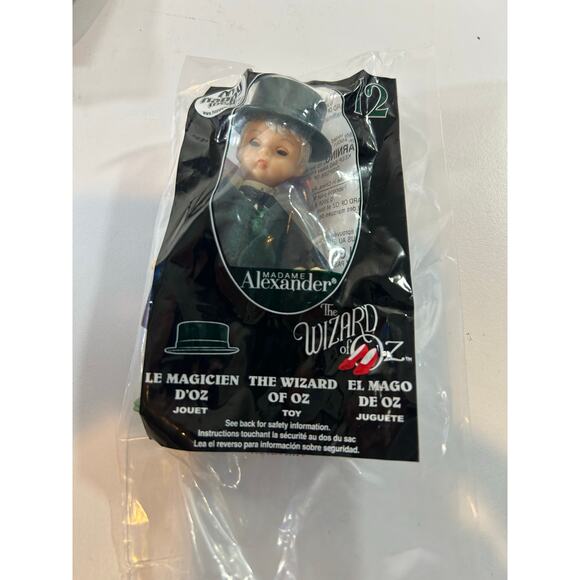 12
WARNING
MADAME
Alexander®
The
WIZARD
of OZ™
LE MAGICIEN
D'OZ
JOUET
THE WIZARD
OF OZ
TOY
EL MAGO
DE OZ
JUGUETE
See back for safety information.
Instructions touchant la sécurité au dos du sac
Lea el reverso para información sobre seguridad.